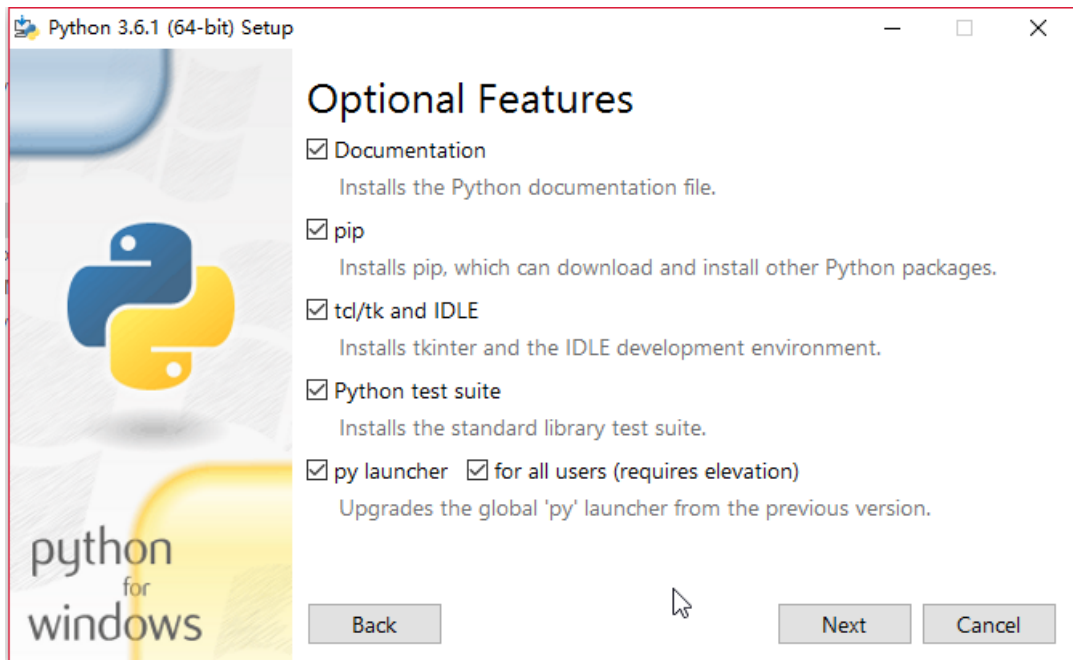 Python 3.6.1 (64-bit) Setup
Optional Features
Documentation
Installs the Python documentation file.
pip
Installs pip, which can download and install other Python packages.
tcl/tk and IDLE
Installs tkinter and the IDLE development environment.
Python test suite
Installs the standard library test suite.
py launcher for all users (requires elevation)
Upgrades the global 'py' launcher from the previous version.
python
for
windows
Back Next Cancel